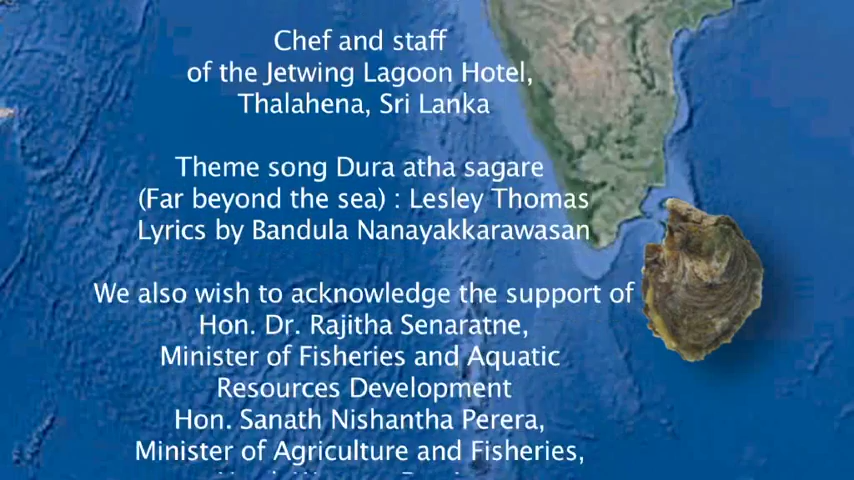 Chef and staff
of the Jetwing Lagoon Hotel,
Thalahena, Sri Lanka
Theme song Dura atha sagare
(Far beyond the sea) : Lesley Thomas
Lyrics by Bandula Nanayakkarawasan
We also wish to acknowledge the support of
Hon. Dr. Rajitha Senaratne,
Minister of Fisheries and Aquatic
Resources Development
Hon. Sanath Nishantha Perera,
Minister of Agriculture and Fisheries,